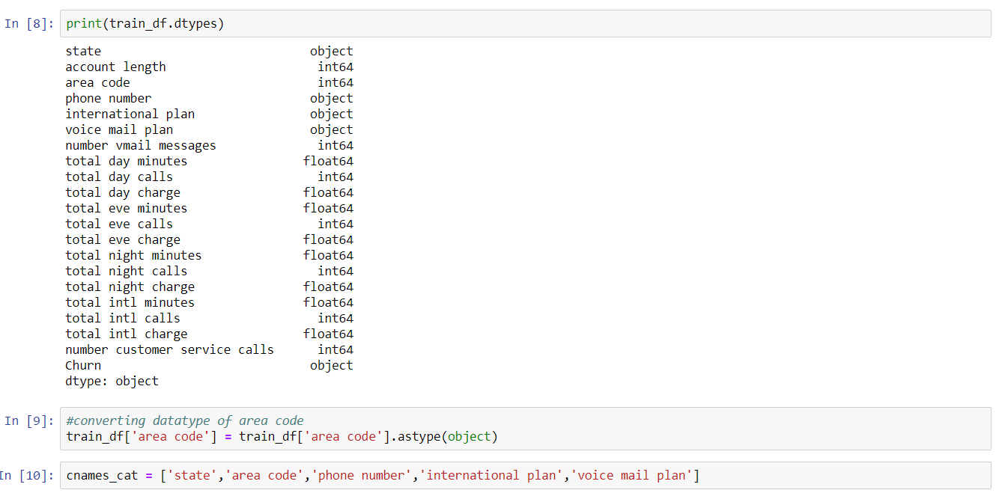 In [8]: print(train_df.dtypes)
state object
account length int64
area code int64
phone number object
international plan object
voice mail plan object
number vmail messages int64
total day minutes float64
total day calls int64
total day charge float64
total eve minutes float64
total eve calls int64
total eve charge float64
total night minutes float64
total night calls int64
total night charge float64
total intl minutes float64
total intl calls int64
total intl charge float64
number customer service calls int64
Churn object
dtype: object
In [9]: #converting datatype of area code
train_df['area code'] = train_df['area code'].astype(object)
In [10]: cnames_cat = ['state','area code','phone number','international plan','voice mail plan']